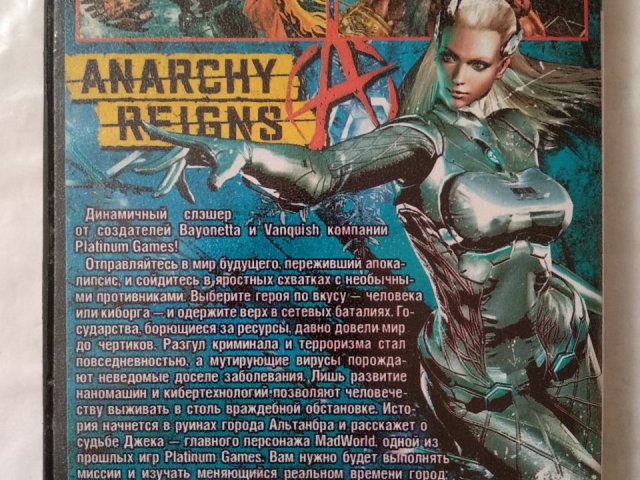 ANARCHY
REIGNS
Динамичный слэшер
от создателей Bayonetta и Vanquish компании
Platinum Games!
Отправляйтесь в мир будущего, переживший апока-
липсис, и сойдитесь в яростных схватках с необычны-
ми противниками. Выберите героя по вкусу — человека
или киборга — и одержите верх в сетевых баталиях. Го-
сударства, борющиеся за ресурсы, давно довели мир
до чертиков. Разгул криминала и терроризма стал
повседневностью, а мутирующие вирусы порожда-
ют неведомые доселе заболевания. Лишь развитие
наномашин и кибертехнологий позволяют человече-
ству выживать в столь враждебной обстановке. Исто-
рия начнется в руинах города Альтанбра и расскажет о
судьбе Джека — главного персонажа MadWorld, одной из
прошлых игр Platinum Games. Вам нужно будет выполнять
миссии и изучать меняющийся реальном времени город: